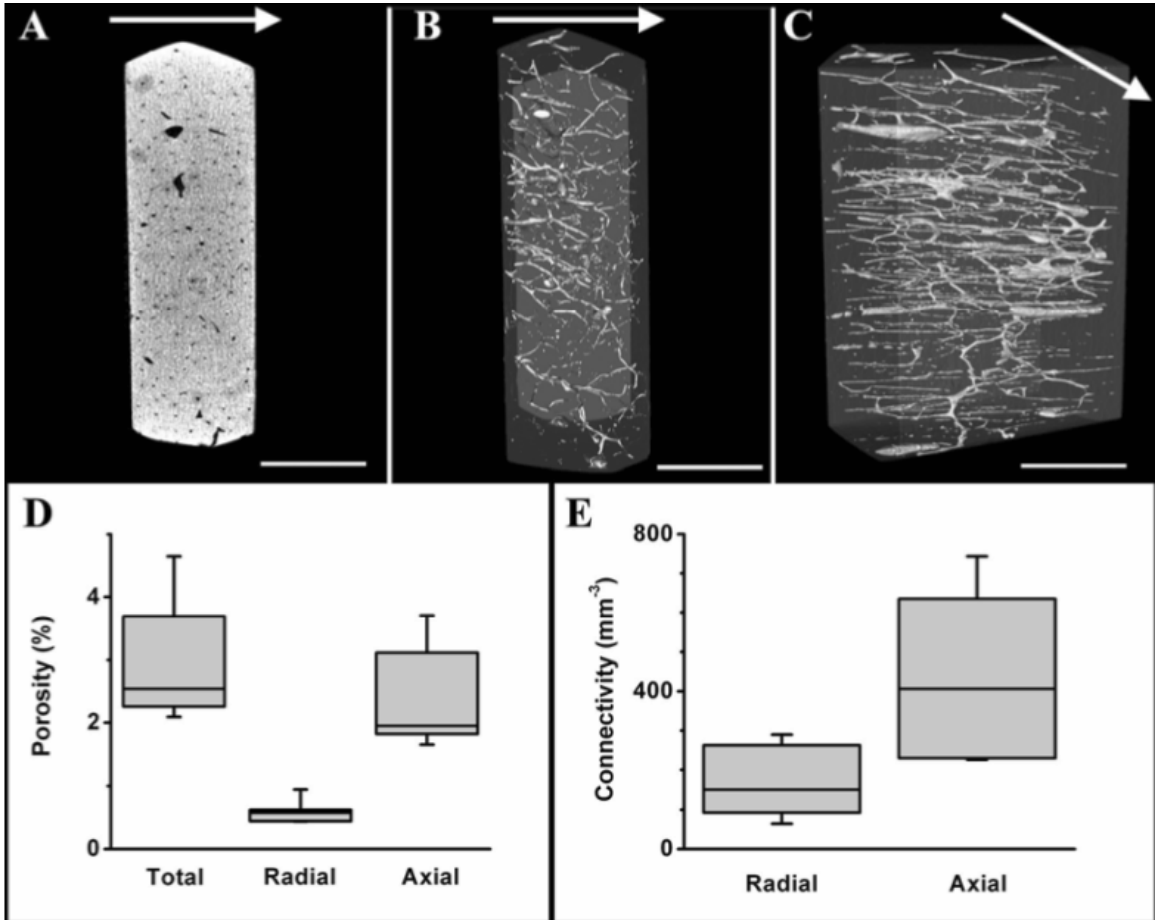 A
B
C
D
Porosity (%)
4
2
0
Total Radial Axial
E
Connectivity (mm⁻³)
800
400
0
Radial Axial